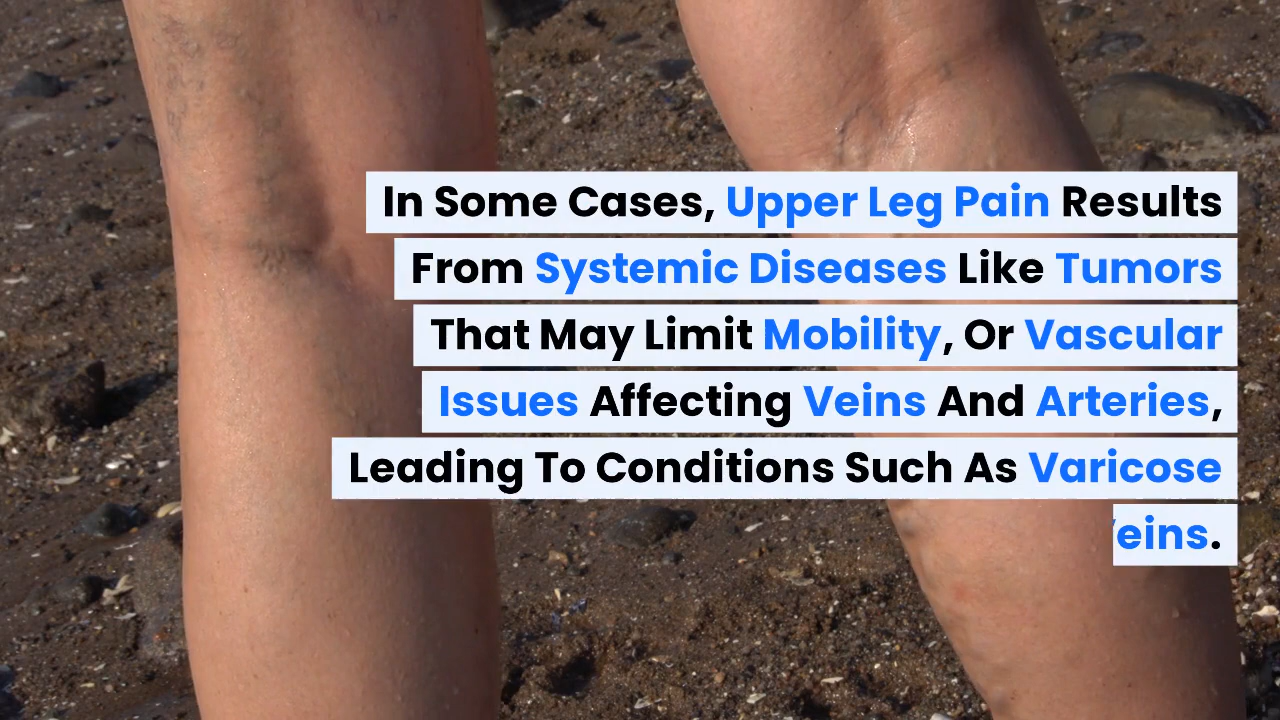 In Some Cases, Upper Leg Pain Results
From Systemic Diseases Like Tumors
That May Limit Mobility, Or Vascular
Issues Affecting Veins And Arteries,
Leading To Conditions Such As Varicose
eins.